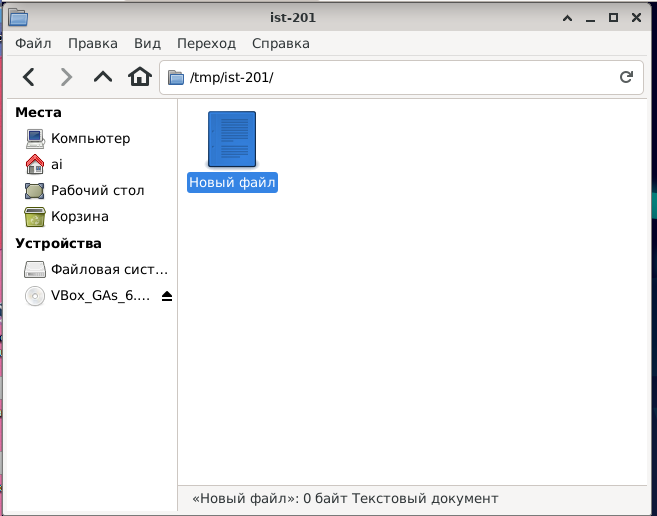 ist-201
Файл Правка Вид Переход Справка
/tmp/ist-201/
Места
Компьютер
ai
Рабочий стол
Корзина
Устройства
Файловая сист...
VBox_GAs_6....
Новый файл
«Новый файл»: 0 байт Текстовый документ